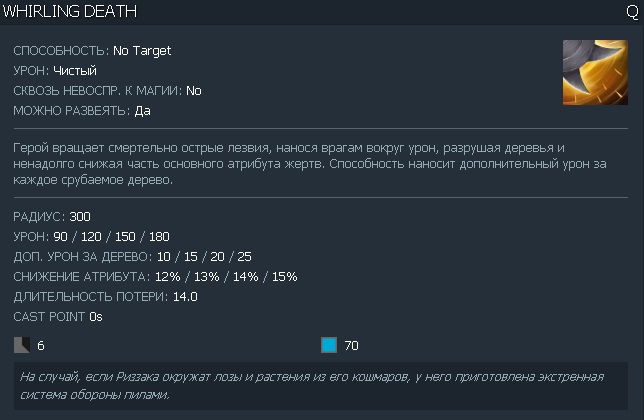 WHIRLING DEATH Q
СПОСОБНОСТЬ: No Target
УРОН: Чистый
СКВОЗЬ НЕВОСПР. К МАГИИ: No
МОЖНО РАЗВЕЯТЬ: Да
Герой вращает смертельно острые лезвия, нанося врагам вокруг урон, разрушая деревья и
ненадолго снижая часть основного атрибута жертв. Способность наносит дополнительный урон за
каждое срубаемое дерево.
РАДИУС: 300
УРОН: 90 / 120 / 150 / 180
ДОП. УРОН ЗА ДЕРЕВО: 10 / 15 / 20 / 25
СНИЖЕНИЕ АТРИБУТА: 12% / 13% / 14% / 15%
ДЛИТЕЛЬНОСТЬ ПОТЕРИ: 14.0
CAST POINT 0s
6 70
На случай, если Риззака окружат лозы и растения из его кошмаров, у него приготовлена экстренная
система обороны пилами.